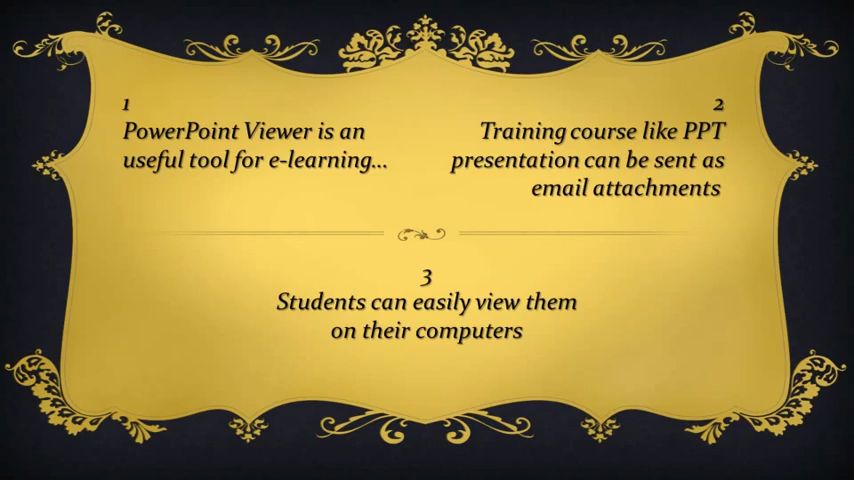 1
PowerPoint Viewer is an
useful tool for e-learning...
2
Training course like PPT
presentation can be sent as
email attachments
3
Students can easily view them
on their computers